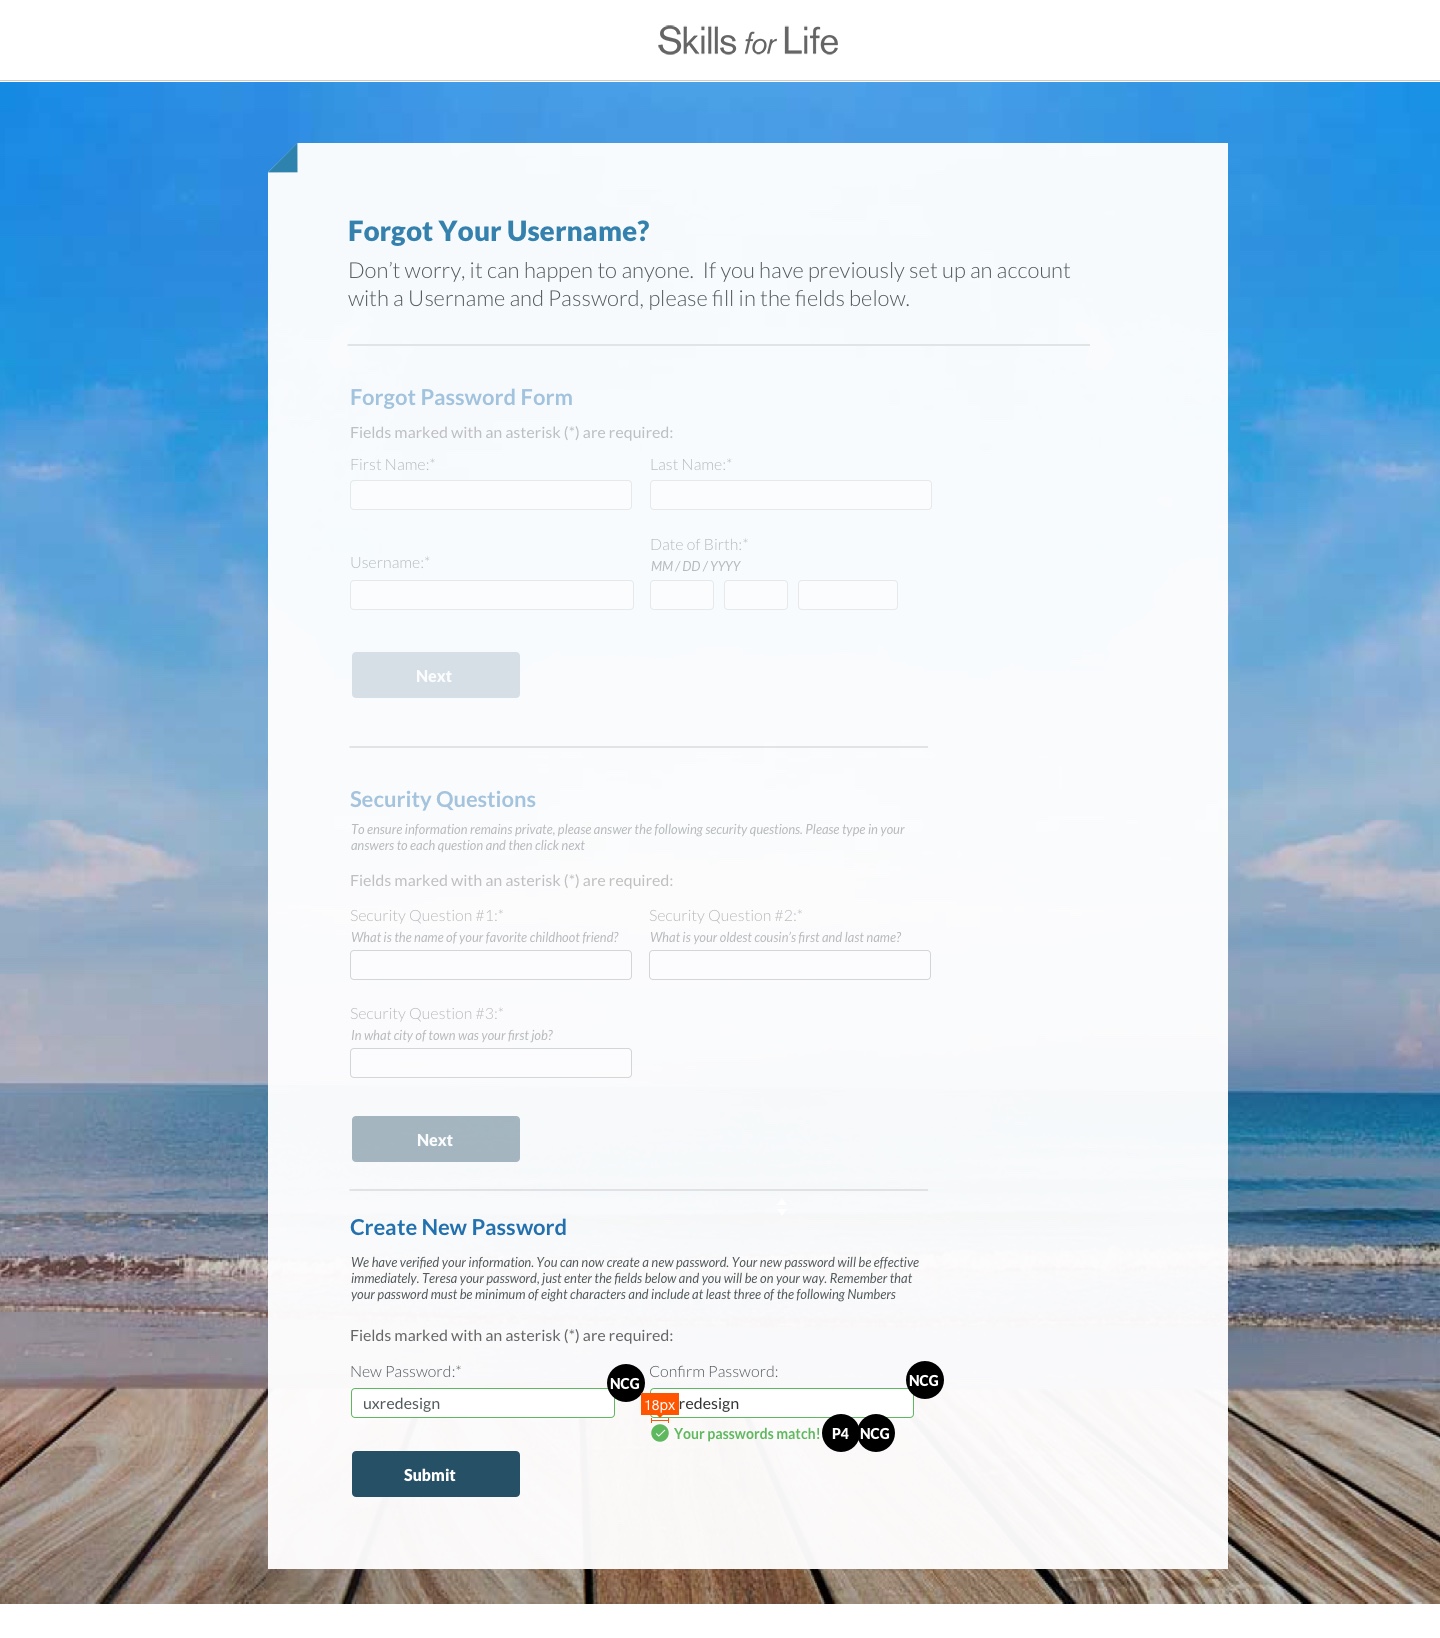 Skills for Life
Forgot Your Username?
Don't worry, it can happen to anyone. If you have previously set up an account
with a Username and Password, please fill in the fields below.
Forgot Password Form
Fields marked with an asterisk (*) are required:
First Name:*
Last Name:*
Username:*
Date of Birth:*
MM / DD / YYYY
Next
Security Questions
To ensure information remains private, please answer the following security questions. Please type in your
answers to each question and then click next
Fields marked with an asterisk (*) are required:
Security Question #1:*
What is the name of your favorite childhoot friend?
Security Question #2:*
What is your oldest cousin's first and last name?
Security Question #3:*
In what city of town was your first job?
Next
Create New Password
We have verified your information. You can now create a new password. Your new password will be effective
immediately. Teresa your password, just enter the fields below and you will be on your way. Remember that
your password must be minimum of eight characters and include at least three of the following Numbers
Fields marked with an asterisk (*) are required:
New Password:*
NCG
uxredesign
Confirm Password:
NCG
18px
redesign
Your passwords match!
P4
NCG
Submit